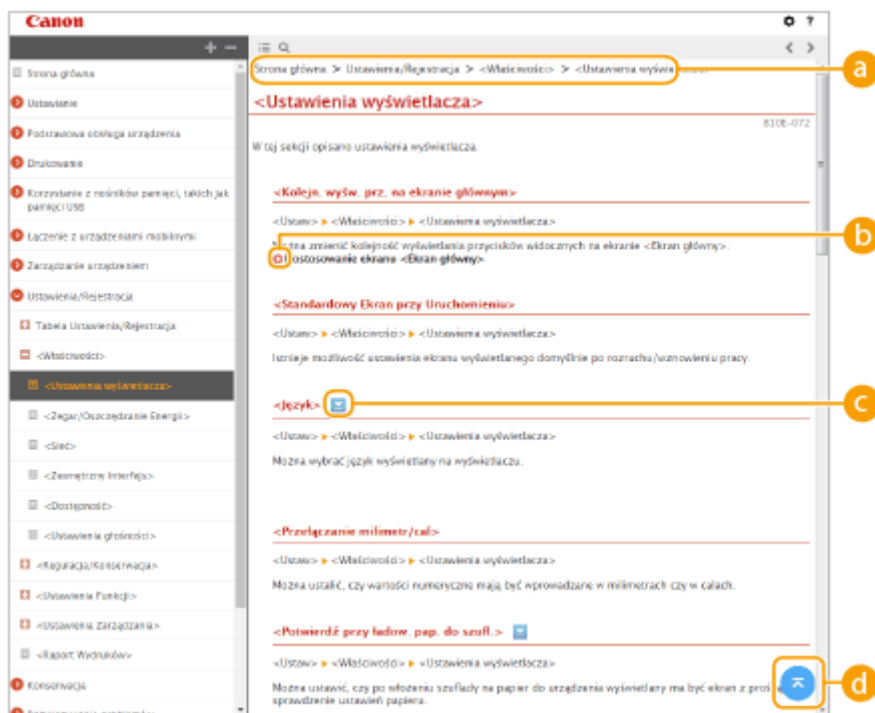 Canon
?
+ −
< >
Strona główna
Ustawianie
Podstawowa obsługa urządzenia
Drukowanie
Korzystanie z nośników pamięci, takich jak
pamięci USB
Łączenie z urządzeniami mobilnymi
Zarządzanie urządzeniem
Ustawienia/Rejestracja
Tabela Ustawienia/Rejestracja
<Właściwości>
<Ustawienia wyświetlacza>
<Zegar/Oszczędzanie Energii>
<Sieć>
<Zewnętrzny Interfejs>
<Dostępność>
<Ustawienia głośności>
<Regulacja/Konserwacja>
<Ustawienia Funkcji>
<Ustawienia Zarządzania>
<Raport Wydruków>
Konserwacja
Strona główna > Ustawienia/Rejestracja > <Właściwości> > <Ustawienia wyświe
a
<Ustawienia wyświetlacza>
810E-072
W tej sekcji opisano ustawienia wyświetlacza.
<Kolejn. wyśw. prz. na ekranie głównym>
<Ustaw> ▸ <Właściwości> ▸ <Ustawienia wyświetlacza>
Można zmienić kolejność wyświetlania przycisków widocznych na ekranie <Ekran główny>.
b
Dostosowanie ekranu <Ekran główny>
<Standardowy Ekran przy Uruchomieniu>
<Ustaw> ▸ <Właściwości> ▸ <Ustawienia wyświetlacza>
Istnieje możliwość ustawienia ekranu wyświetlanego domyślnie po rozruchu/wznowieniu pracy.
<Język>
c
<Ustaw> ▸ <Właściwości> ▸ <Ustawienia wyświetlacza>
Można wybrać język wyświetlany na wyświetlaczu.
<Przełączanie milimetr/cal>
<Ustaw> ▸ <Właściwości> ▸ <Ustawienia wyświetlacza>
Można ustalić, czy wartości numeryczne mają być wprowadzane w milimetrach czy w calach.
<Potwierdź przy ładow. pap. do szufl.>
<Ustaw> ▸ <Właściwości> ▸ <Ustawienia wyświetlacza>
Można ustawić, czy po włożeniu szuflady na papier do urządzenia wyświetlany ma być ekran z
sprawdzenie ustawień papieru.
d